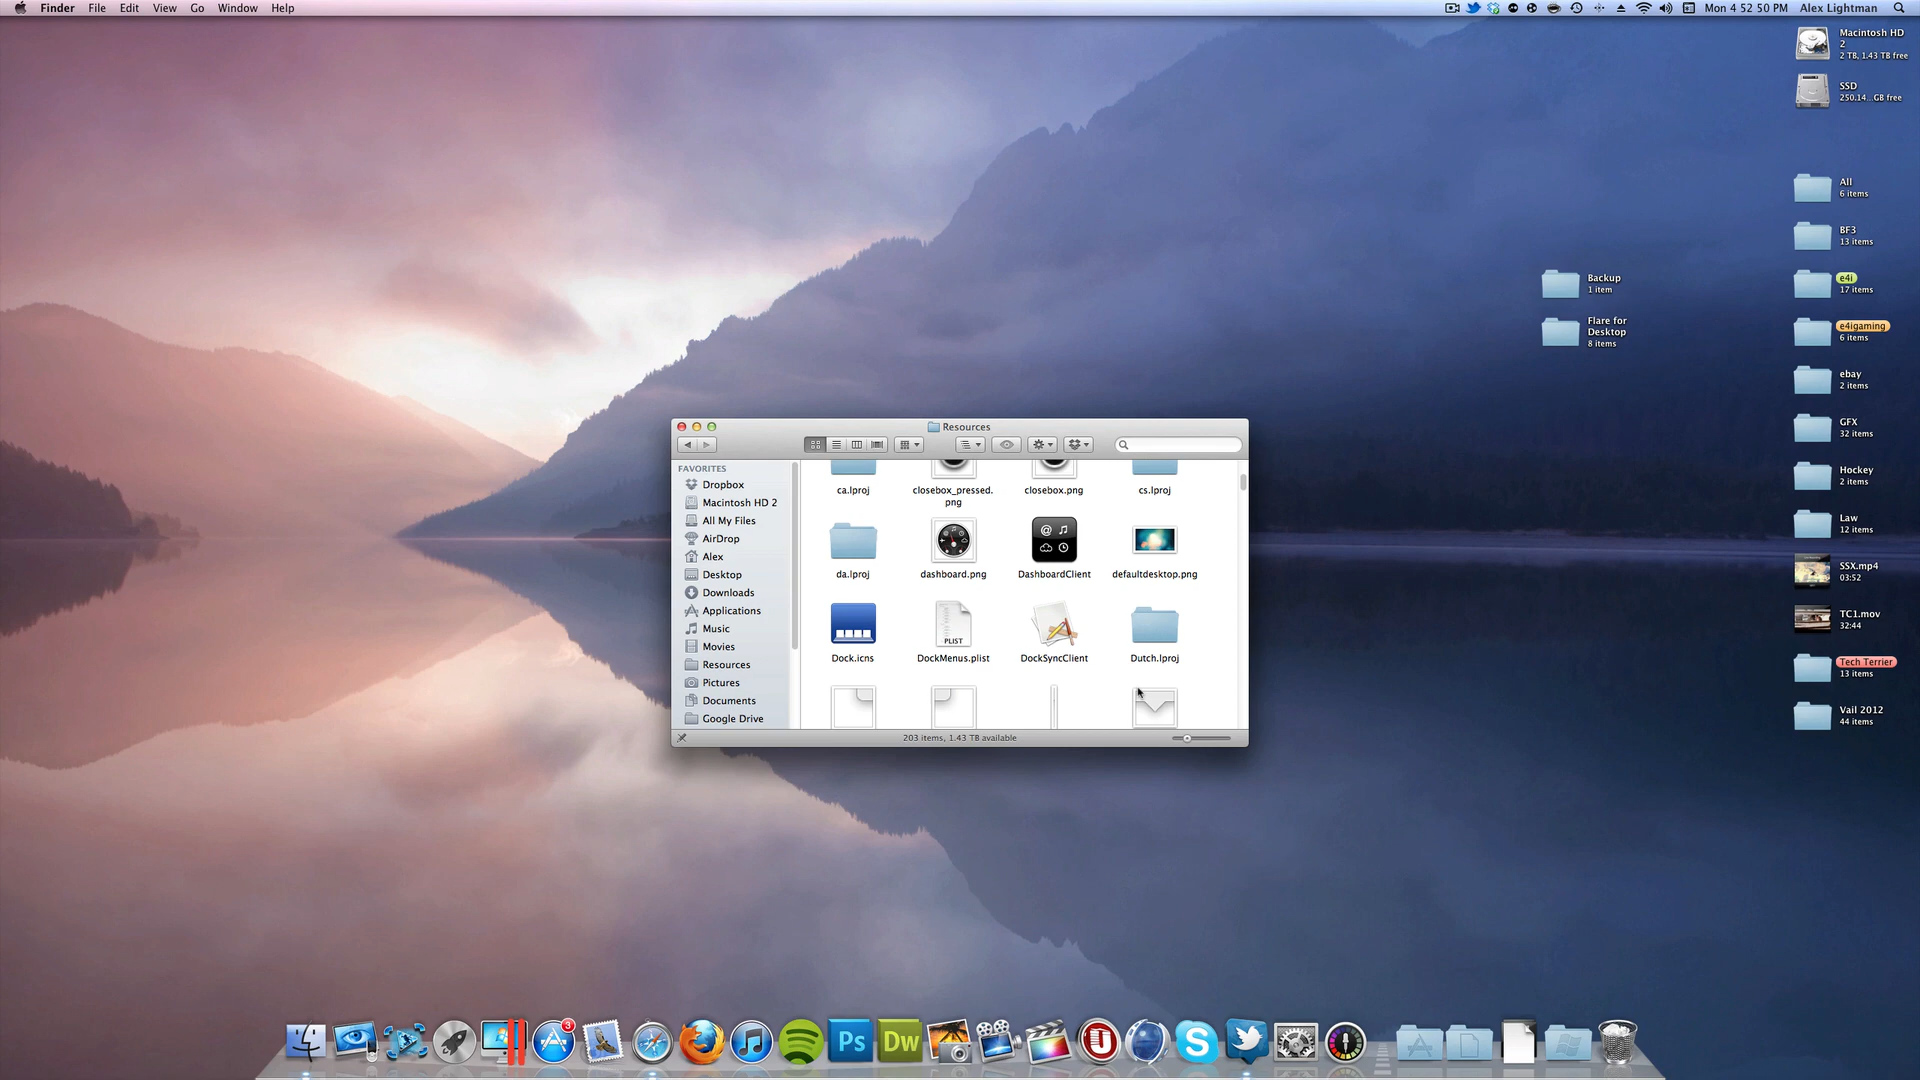 Finder File Edit View Go Window Help
Mon 4 52 50 PM Alex Lightman
Macintosh HD
2
2 TB, 1.43 TB free
SSD
250.14...GB free
All
6 items
BF3
13 items
Backup
1 item
e4i
17 items
Flare for
Desktop
8 items
e4igaming
6 items
ebay
2 items
GFX
32 items
Hockey
2 items
Law
12 items
SSX.mp4
03:52
TC1.mov
32:44
Tech Terrier
13 items
Vail 2012
44 items
Resources
FAVORITES
Dropbox
Macintosh HD 2
All My Files
AirDrop
Alex
Desktop
Downloads
Applications
Music
Movies
Resources
Pictures
Documents
Google Drive
ca.lproj
closebox_pressed.
png
closebox.png
cs.lproj
da.lproj
dashboard.png
DashboardClient
defaultdesktop.png
Dock.icns
PLIST
DockMenus.plist
DockSyncClient
Dutch.lproj
203 items, 1.43 TB available
3
Ps
Dw